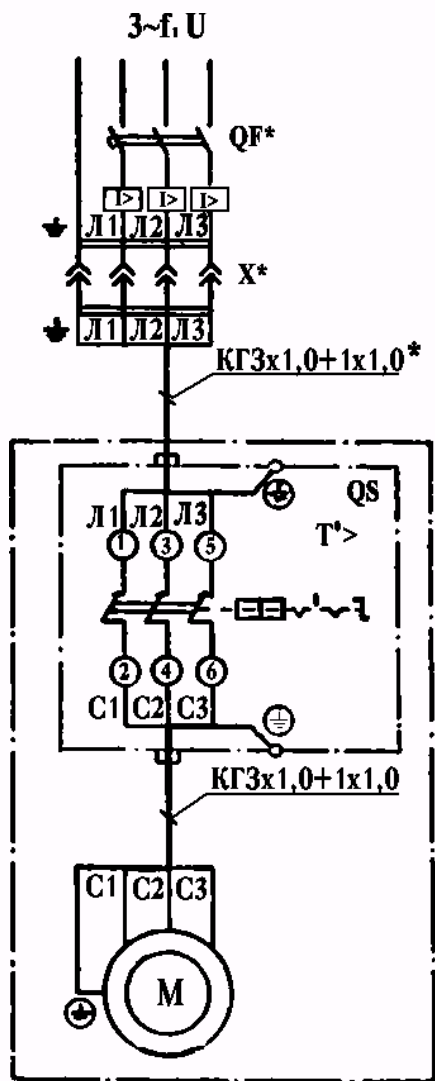 3~f₁ U
QF*
I> I> I>
Л1 Л2 Л3
X*
Л1 Л2 Л3
КГ3х1,0+1х1,0*
QS
Л1 Л2 Л3
T°>
1 3 5
2 4 6
С1 С2 С3
КГ3х1,0+1х1,0
С1 С2 С3
М